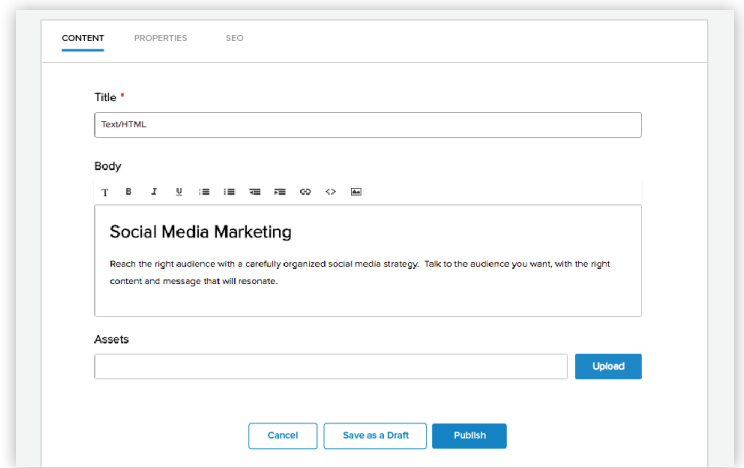 CONTENT PROPERTIES SEO
Title *
Text/HTML
Body
T B I U <>
Social Media Marketing
Reach the right audience with a carefully organized social media strategy. Talk to the audience you want, with the right
content and message that will resonate.
Assets
Upload
Cancel Save as a Draft Publish